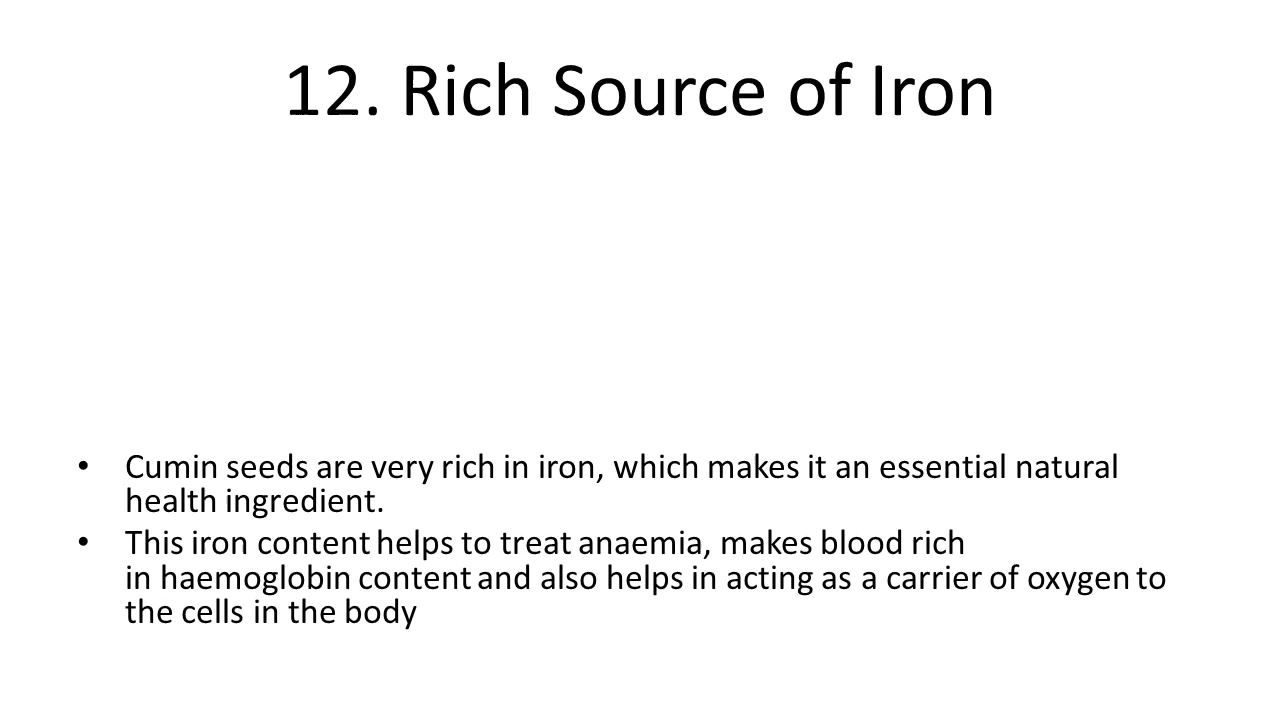 12. Rich Source of Iron
• Cumin seeds are very rich in iron, which makes it an essential natural
health ingredient.
• This iron content helps to treat anaemia, makes blood rich
in haemoglobin content and also helps in acting as a carrier of oxygen to
the cells in the body